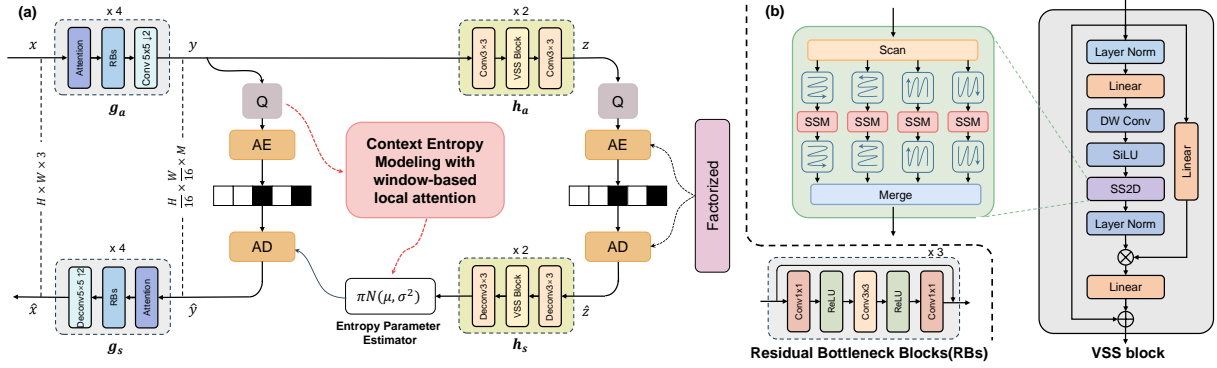 (a)
x 4
x
Attention
RBs
Conv 5x5 ↓2
g_a
y
x 2
Conv3×3
VSS Block
Conv3×3
h_a
z
Q
AE
AD
Context Entropy
Modeling with
window-based
local attention
Q
AE
AD
Factorized
H × W × 3
H/16 × W/16 × M
x 4
Deconv5×5 ↑2
RBs
Attention
g_s
x̂
ŷ
πN(μ, σ²)
Entropy Parameter
Estimator
x 2
Deconv3×3
VSS Block
Deconv3×3
h_s
ẑ
(b)
Scan
SSM
SSM
SSM
SSM
Merge
x 3
Conv1x1
ReLU
Conv3x3
ReLU
Conv1x1
Residual Bottleneck Blocks(RBs)
Layer Norm
Linear
DW Conv
SiLU
SS2D
Layer Norm
Linear
Linear
VSS block